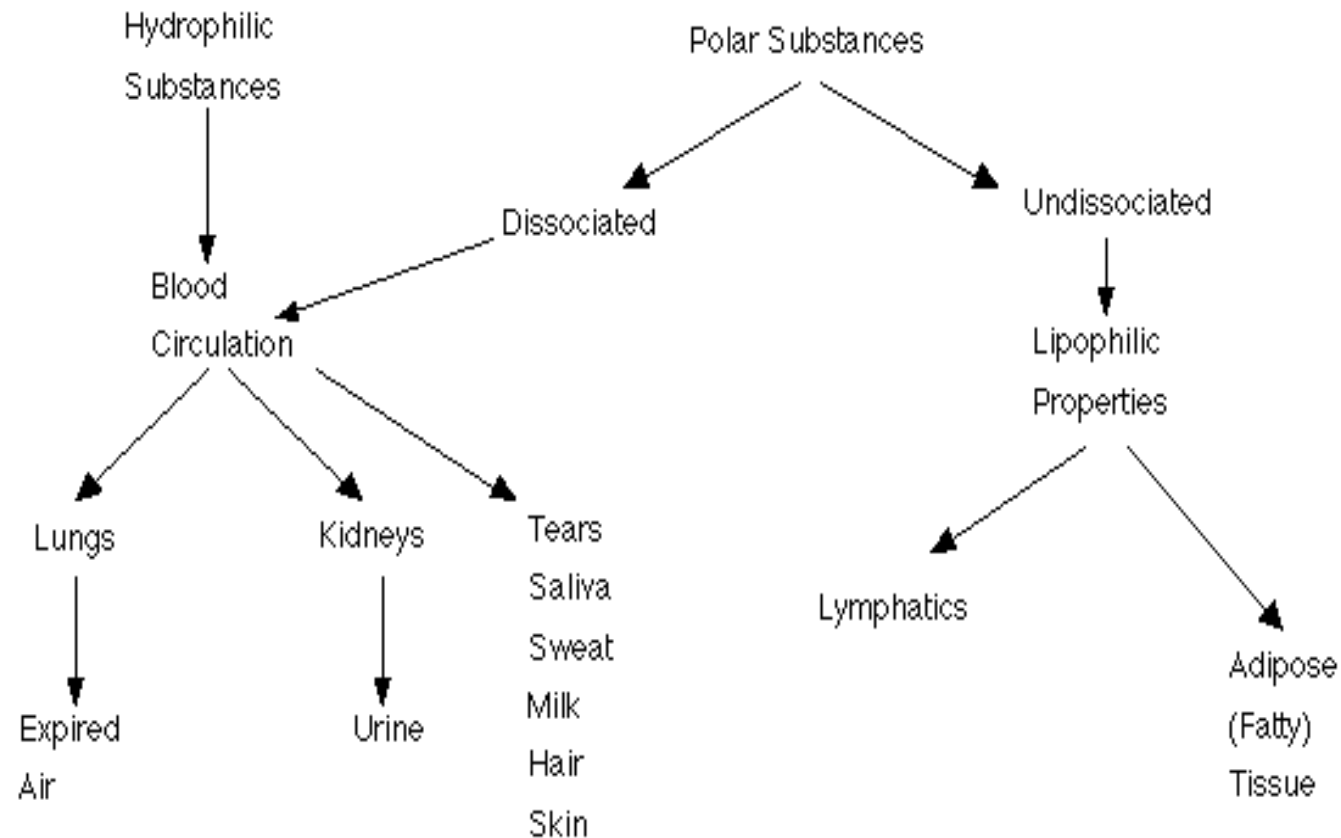 Hydrophilic
Substances
Polar Substances
Dissociated
Undissociated
Blood
Circulation
Lipophilic
Properties
Lungs
Kidneys
Tears
Saliva
Sweat
Milk
Hair
Skin
Lymphatics
Expired
Air
Urine
Adipose
(Fatty)
Tissue